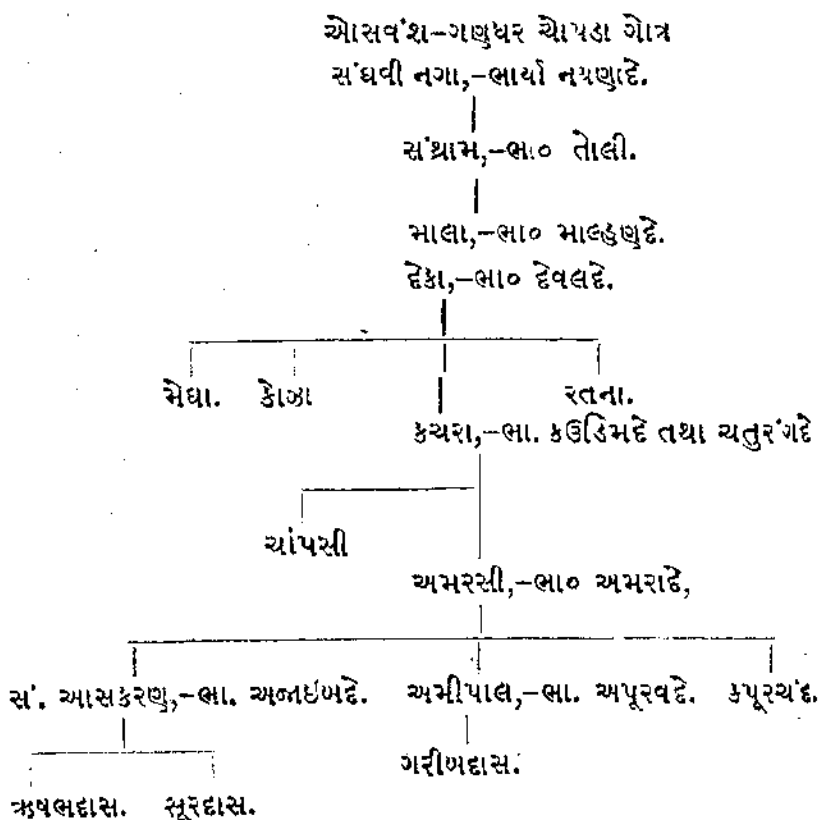 ઓસવંશ-ગણધર ચોપડા ગોત્ર
સંઘવી નગા,-ભાર્યા નયણાદે.
સંગ્રામ,-ભા૦ તોલી.
માલા,-ભા૦ માલ્હણદે.
દેકા,-ભા૦ દેવલદે.
મેઘા. કોઝા રતના.
કચરા,-ભા. કઉડિમદે તથા ચતુરંગદે
ચાંપસી
અમરસી,-ભા૦ અમરાદે,
સં. આસકરણ,-ભા. અજાઇબદે. અમીપાલ,-ભા. અપૂરવદે. કપૂરચંદ.
ગરીબદાસ.
ઋષભદાસ. સૂરદાસ.